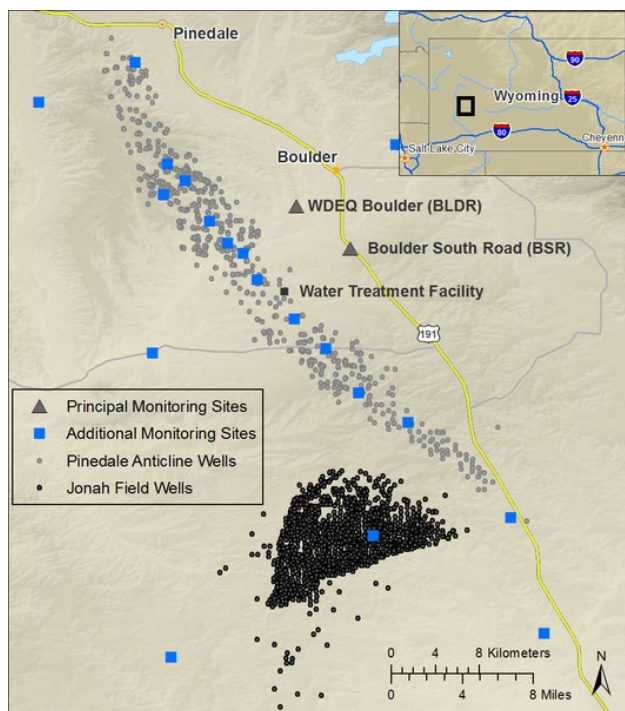 Pinedale
90
Wyoming
25
80
Cheyenn
Salt Lake City
Boulder
WDEQ Boulder (BLDR)
Boulder South Road (BSR)
Water Treatment Facility
191
Principal Monitoring Sites
Additional Monitoring Sites
Pinedale Anticline Wells
Jonah Field Wells
0 4 8 Kilometers
N
0 4 8 Miles